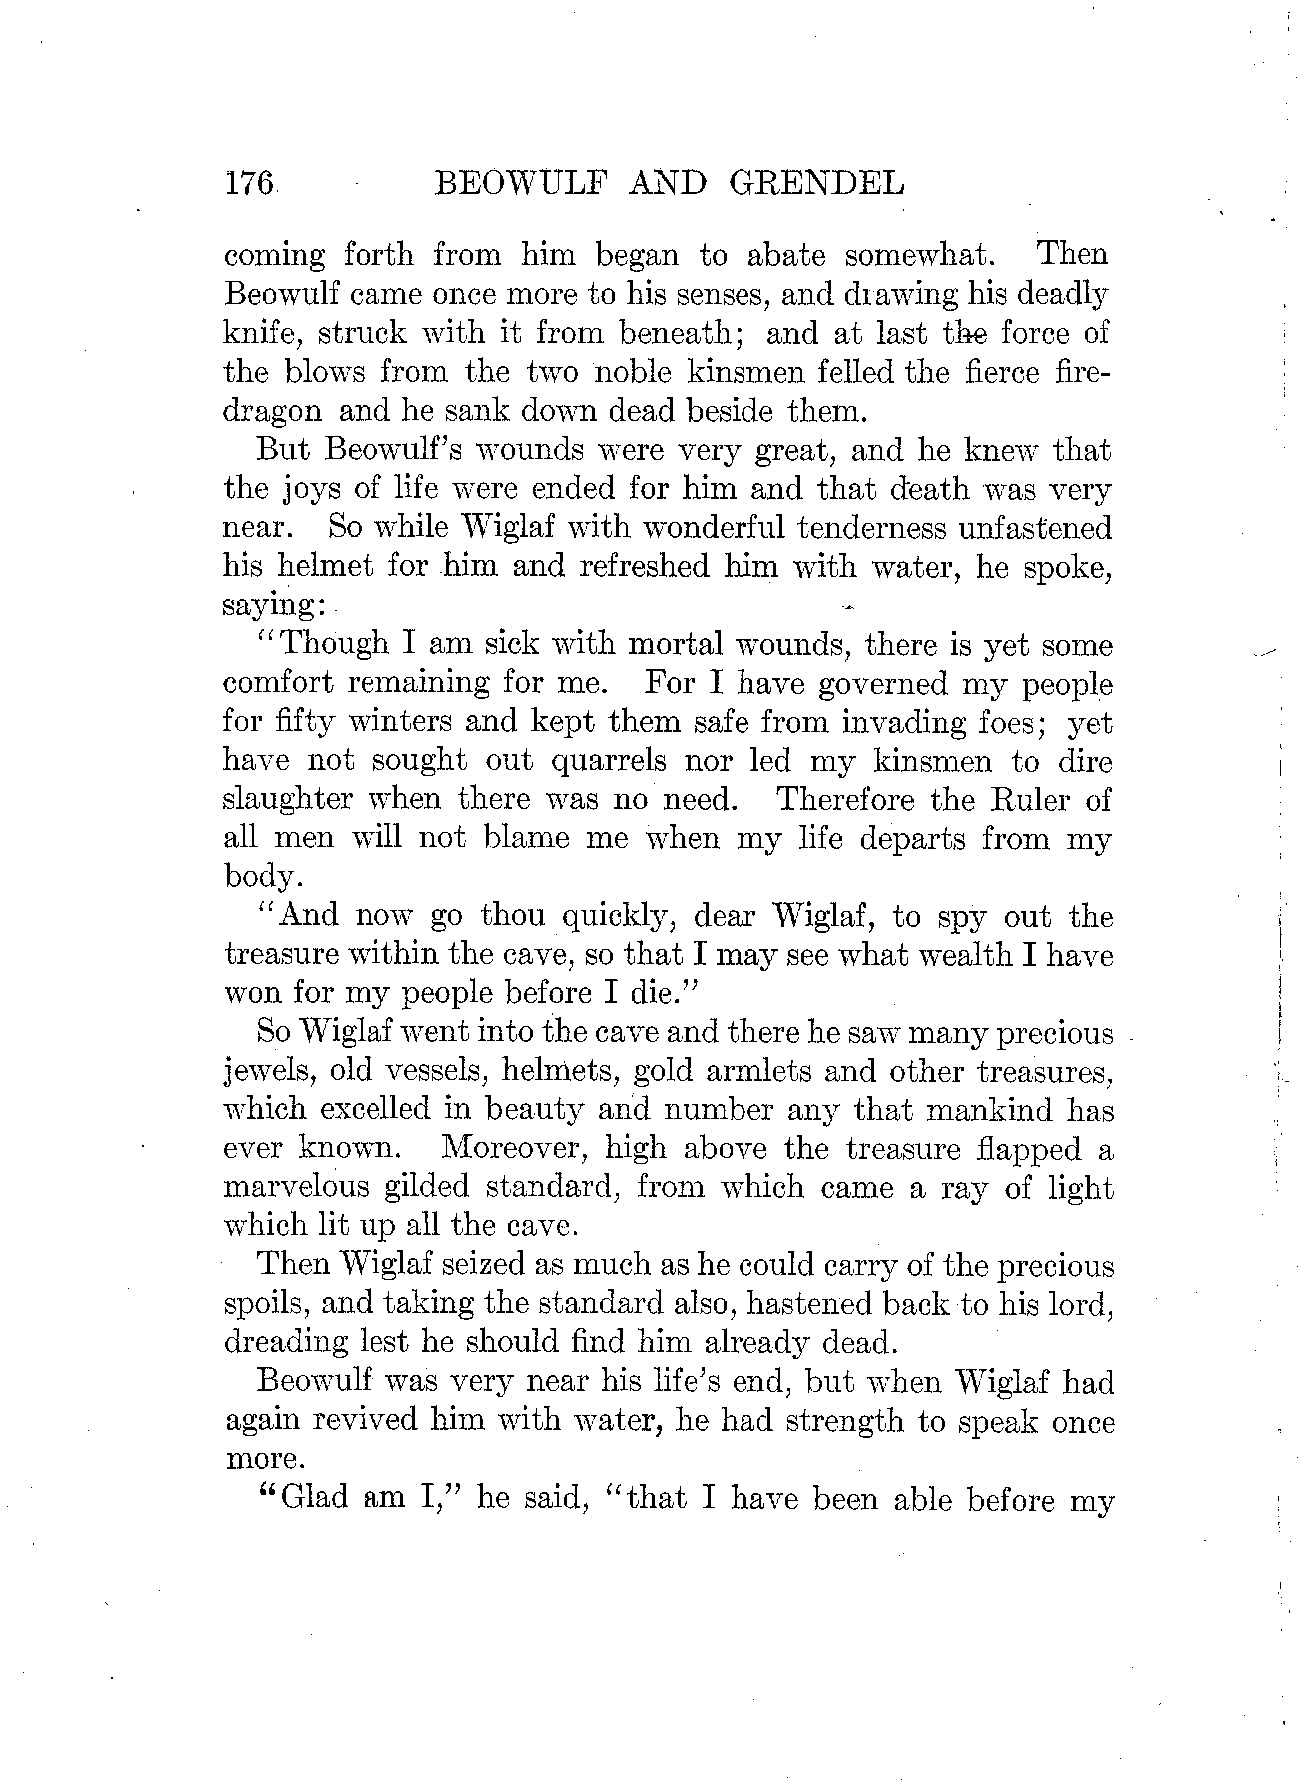 176 BEOWULF AND GRENDEL
coming forth from him began to abate somewhat. Then
Beowulf came once more to his senses, and drawing his deadly
knife, struck with it from beneath; and at last the force of
the blows from the two noble kinsmen felled the fierce fire-
dragon and he sank down dead beside them.
But Beowulf's wounds were very great, and he knew that
the joys of life were ended for him and that death was very
near. So while Wiglaf with wonderful tenderness unfastened
his helmet for him and refreshed him with water, he spoke,
saying:
"Though I am sick with mortal wounds, there is yet some
comfort remaining for me. For I have governed my people
for fifty winters and kept them safe from invading foes; yet
have not sought out quarrels nor led my kinsmen to dire
slaughter when there was no need. Therefore the Ruler of
all men will not blame me when my life departs from my
body.
"And now go thou quickly, dear Wiglaf, to spy out the
treasure within the cave, so that I may see what wealth I have
won for my people before I die."
So Wiglaf went into the cave and there he saw many precious
jewels, old vessels, helmets, gold armlets and other treasures,
which excelled in beauty and number any that mankind has
ever known. Moreover, high above the treasure flapped a
marvelous gilded standard, from which came a ray of light
which lit up all the cave.
Then Wiglaf seized as much as he could carry of the precious
spoils, and taking the standard also, hastened back to his lord,
dreading lest he should find him already dead.
Beowulf was very near his life's end, but when Wiglaf had
again revived him with water, he had strength to speak once
more.
"Glad am I," he said, "that I have been able before my